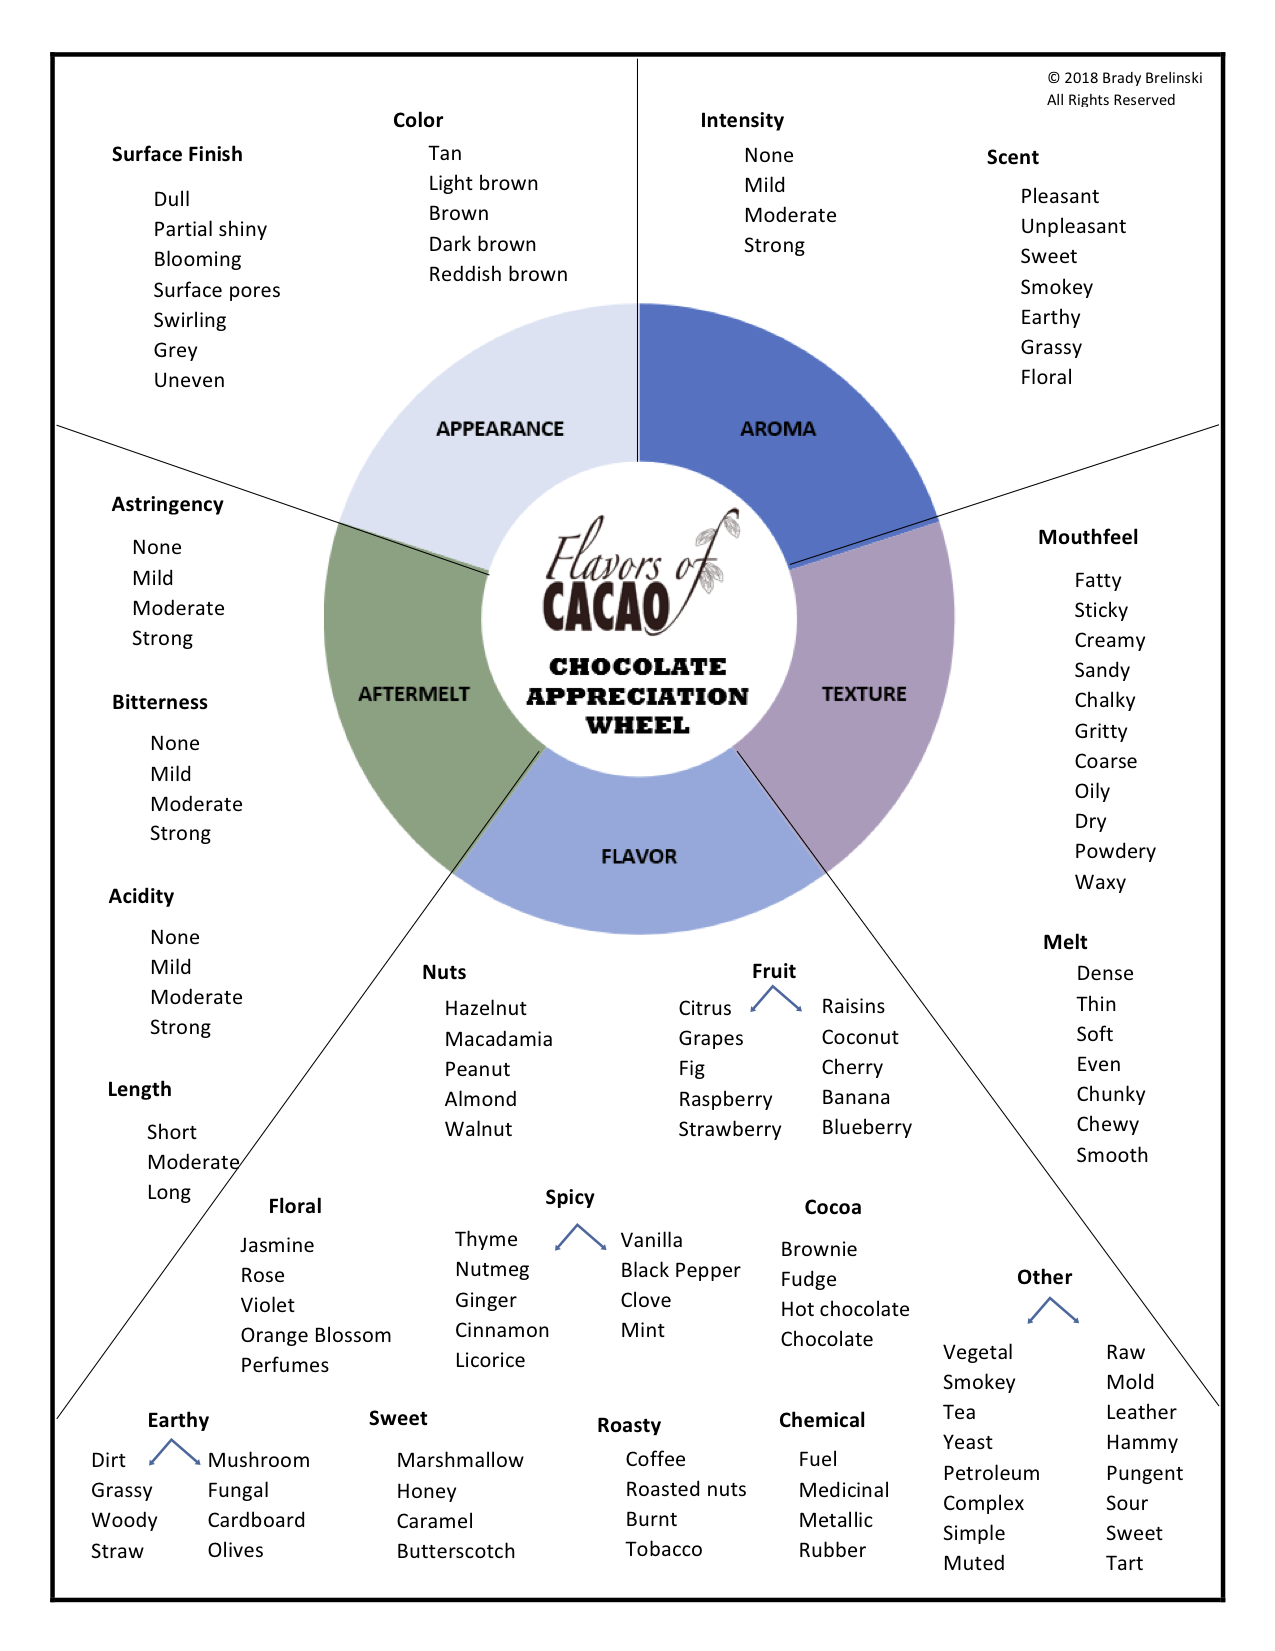 © 2018 Brady Brelinski
All Rights Reserved
Surface Finish
Dull
Partial shiny
Blooming
Surface pores
Swirling
Grey
Uneven
Color
Tan
Light brown
Brown
Dark brown
Reddish brown
Intensity
None
Mild
Moderate
Strong
Scent
Pleasant
Unpleasant
Sweet
Smokey
Earthy
Grassy
Floral
APPEARANCE
AROMA
Flavors of
CACAO
CHOCOLATE
APPRECIATION
WHEEL
AFTERMELT
TEXTURE
FLAVOR
Astringency
None
Mild
Moderate
Strong
Bitterness
None
Mild
Moderate
Strong
Acidity
None
Mild
Moderate
Strong
Length
Short
Moderate
Long
Mouthfeel
Fatty
Sticky
Creamy
Sandy
Chalky
Gritty
Coarse
Oily
Dry
Powdery
Waxy
Melt
Dense
Thin
Soft
Even
Chunky
Chewy
Smooth
Nuts
Hazelnut
Macadamia
Peanut
Almond
Walnut
Fruit
Citrus
Grapes
Fig
Raspberry
Strawberry
Raisins
Coconut
Cherry
Banana
Blueberry
Floral
Jasmine
Rose
Violet
Orange Blossom
Perfumes
Spicy
Thyme
Nutmeg
Ginger
Cinnamon
Licorice
Vanilla
Black Pepper
Clove
Mint
Cocoa
Brownie
Fudge
Hot chocolate
Chocolate
Other
Vegetal
Smokey
Tea
Yeast
Petroleum
Complex
Simple
Muted
Raw
Mold
Leather
Hammy
Pungent
Sour
Sweet
Tart
Earthy
Dirt
Grassy
Woody
Straw
Mushroom
Fungal
Cardboard
Olives
Sweet
Marshmallow
Honey
Caramel
Butterscotch
Roasty
Coffee
Roasted nuts
Burnt
Tobacco
Chemical
Fuel
Medicinal
Metallic
Rubber